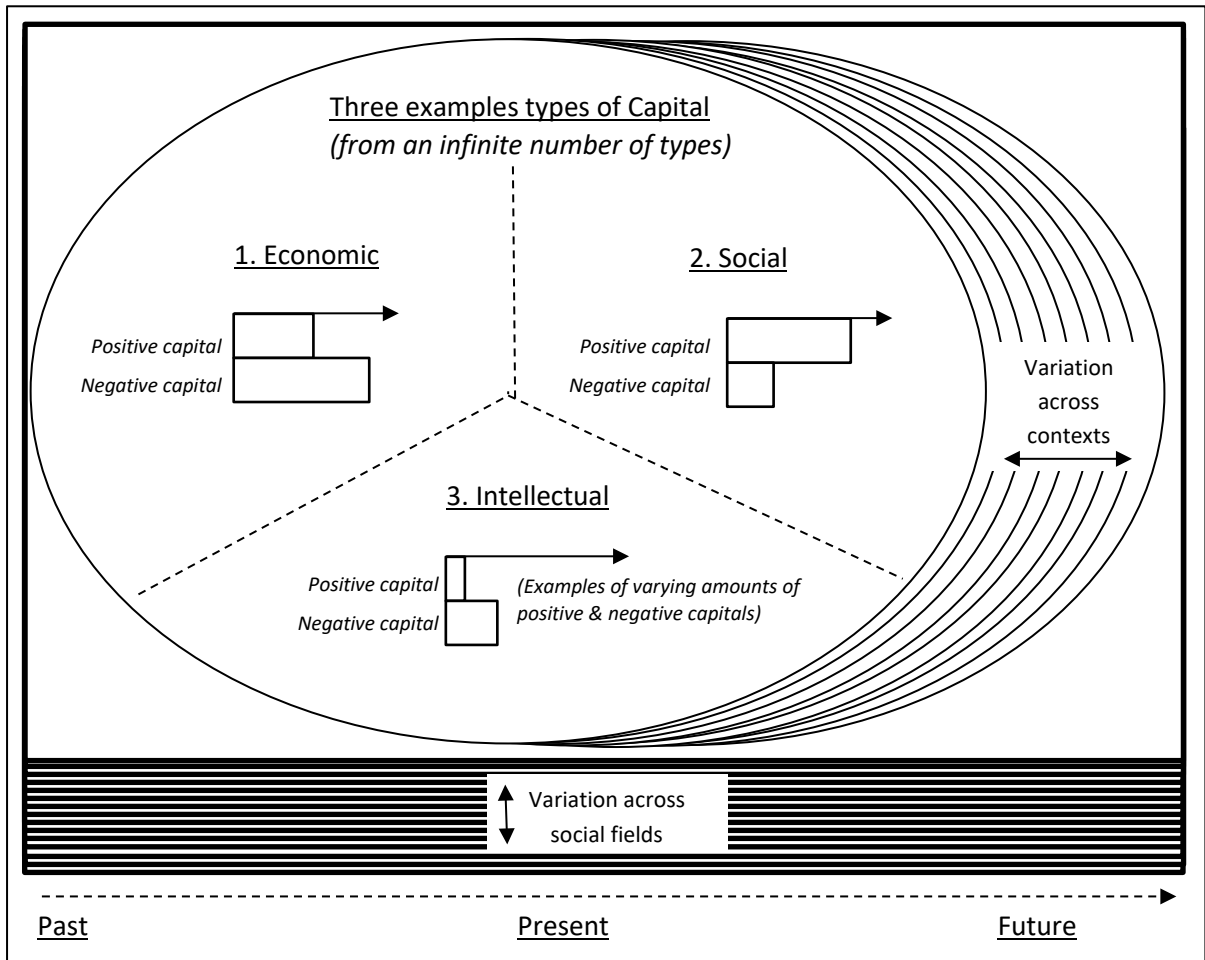 Three examples types of Capital
(from an infinite number of types)
1. Economic
Positive capital
Negative capital
2. Social
Positive capital
Negative capital
Variation
across
contexts
3. Intellectual
Positive capital
Negative capital
(Examples of varying amounts of
positive & negative capitals)
Variation across
social fields
Past
Present
Future